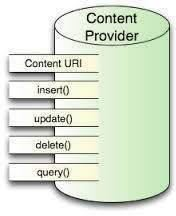 Content
Provider
Content URI
insert()
update()
delete()
query()